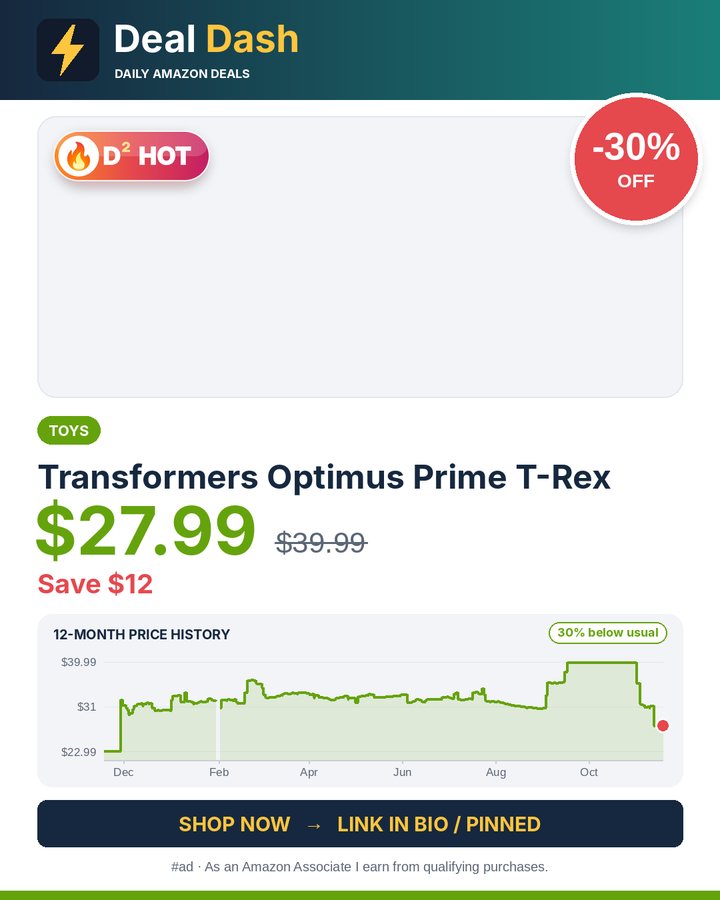 Deal Dash
DAILY AMAZON DEALS
D² HOT
-30%
OFF
TOYS
Transformers Optimus Prime T-Rex
$27.99 $39.99
Save $12
12-MONTH PRICE HISTORY
30% below usual
$39.99
$31
$22.99
Dec Feb Apr Jun Aug Oct
SHOP NOW → LINK IN BIO / PINNED
#ad · As an Amazon Associate I earn from qualifying purchases.